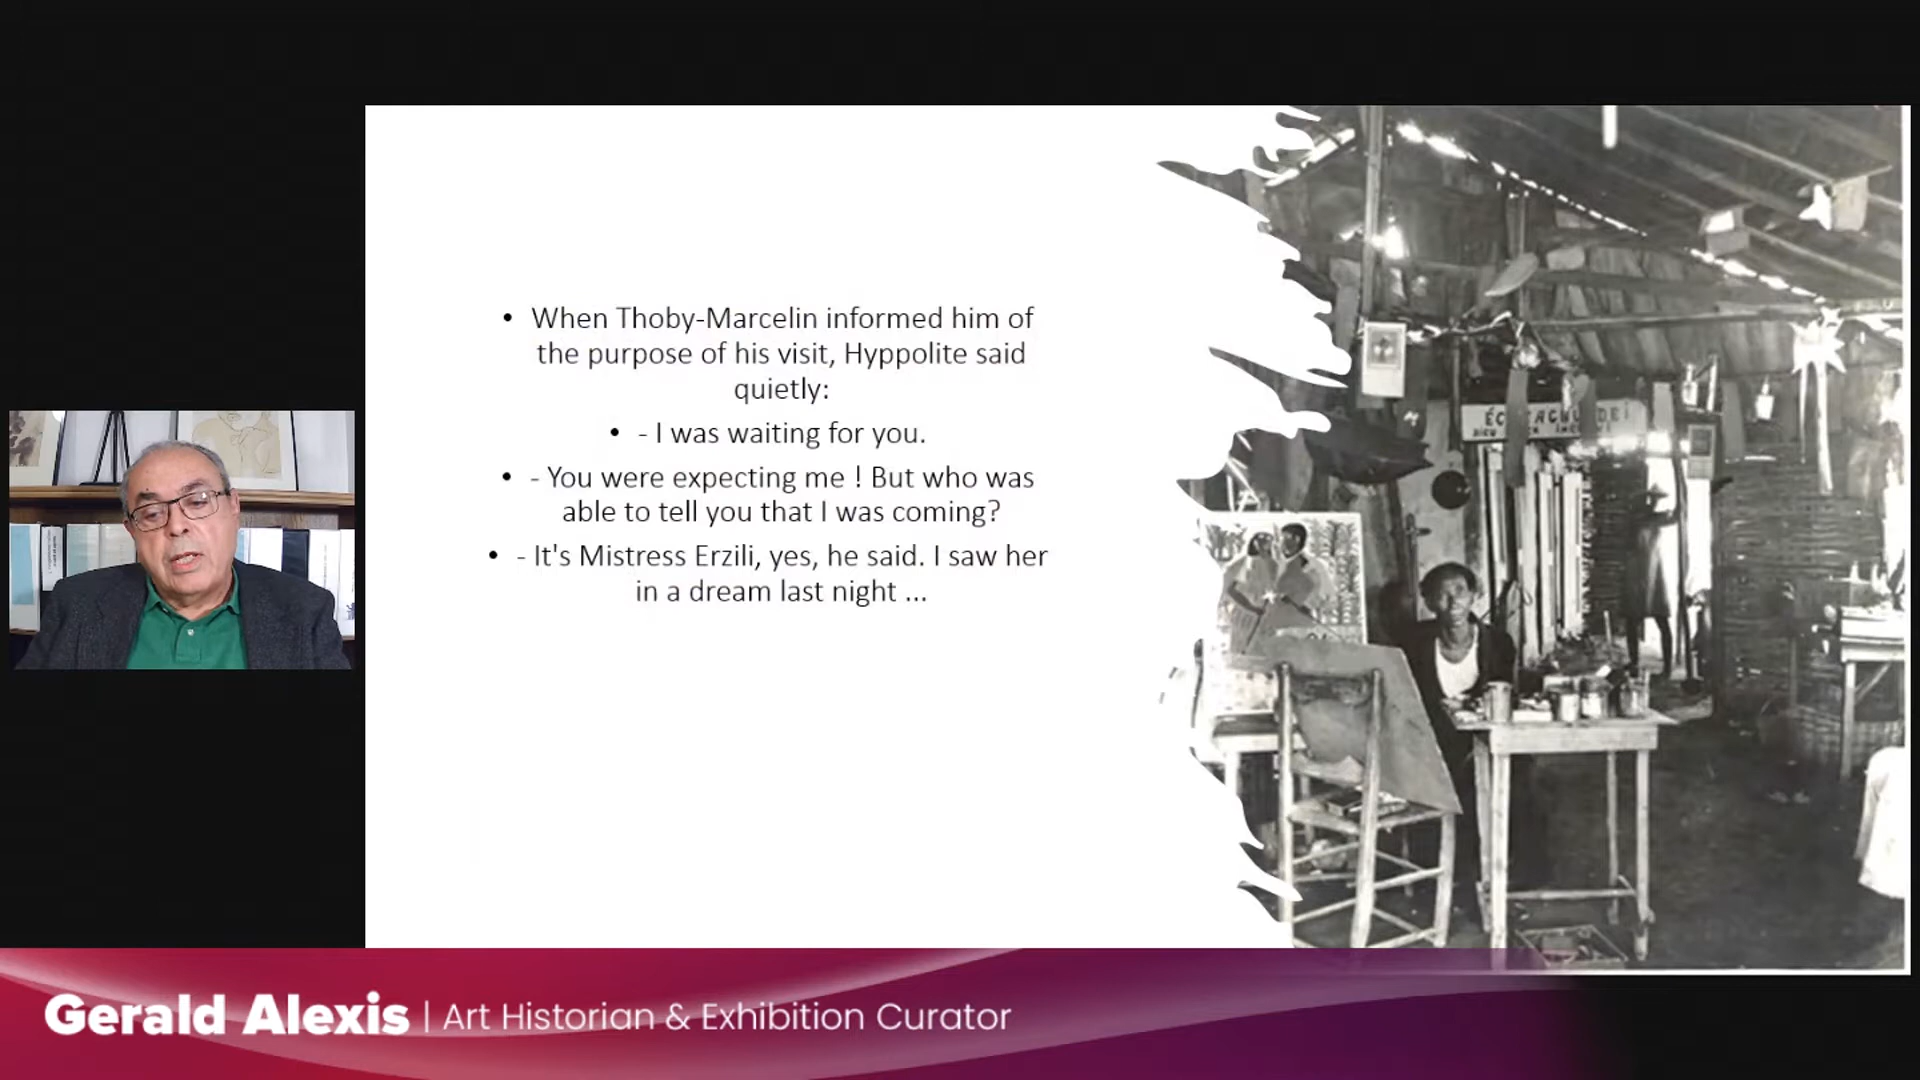 • When Thoby-Marcelin informed him of
the purpose of his visit, Hyppolite said
quietly:
• - I was waiting for you.
• - You were expecting me ! But who was
able to tell you that I was coming?
• - It's Mistress Erzili, yes, he said. I saw her
in a dream last night ...
Gerald Alexis | Art Historian & Exhibition Curator